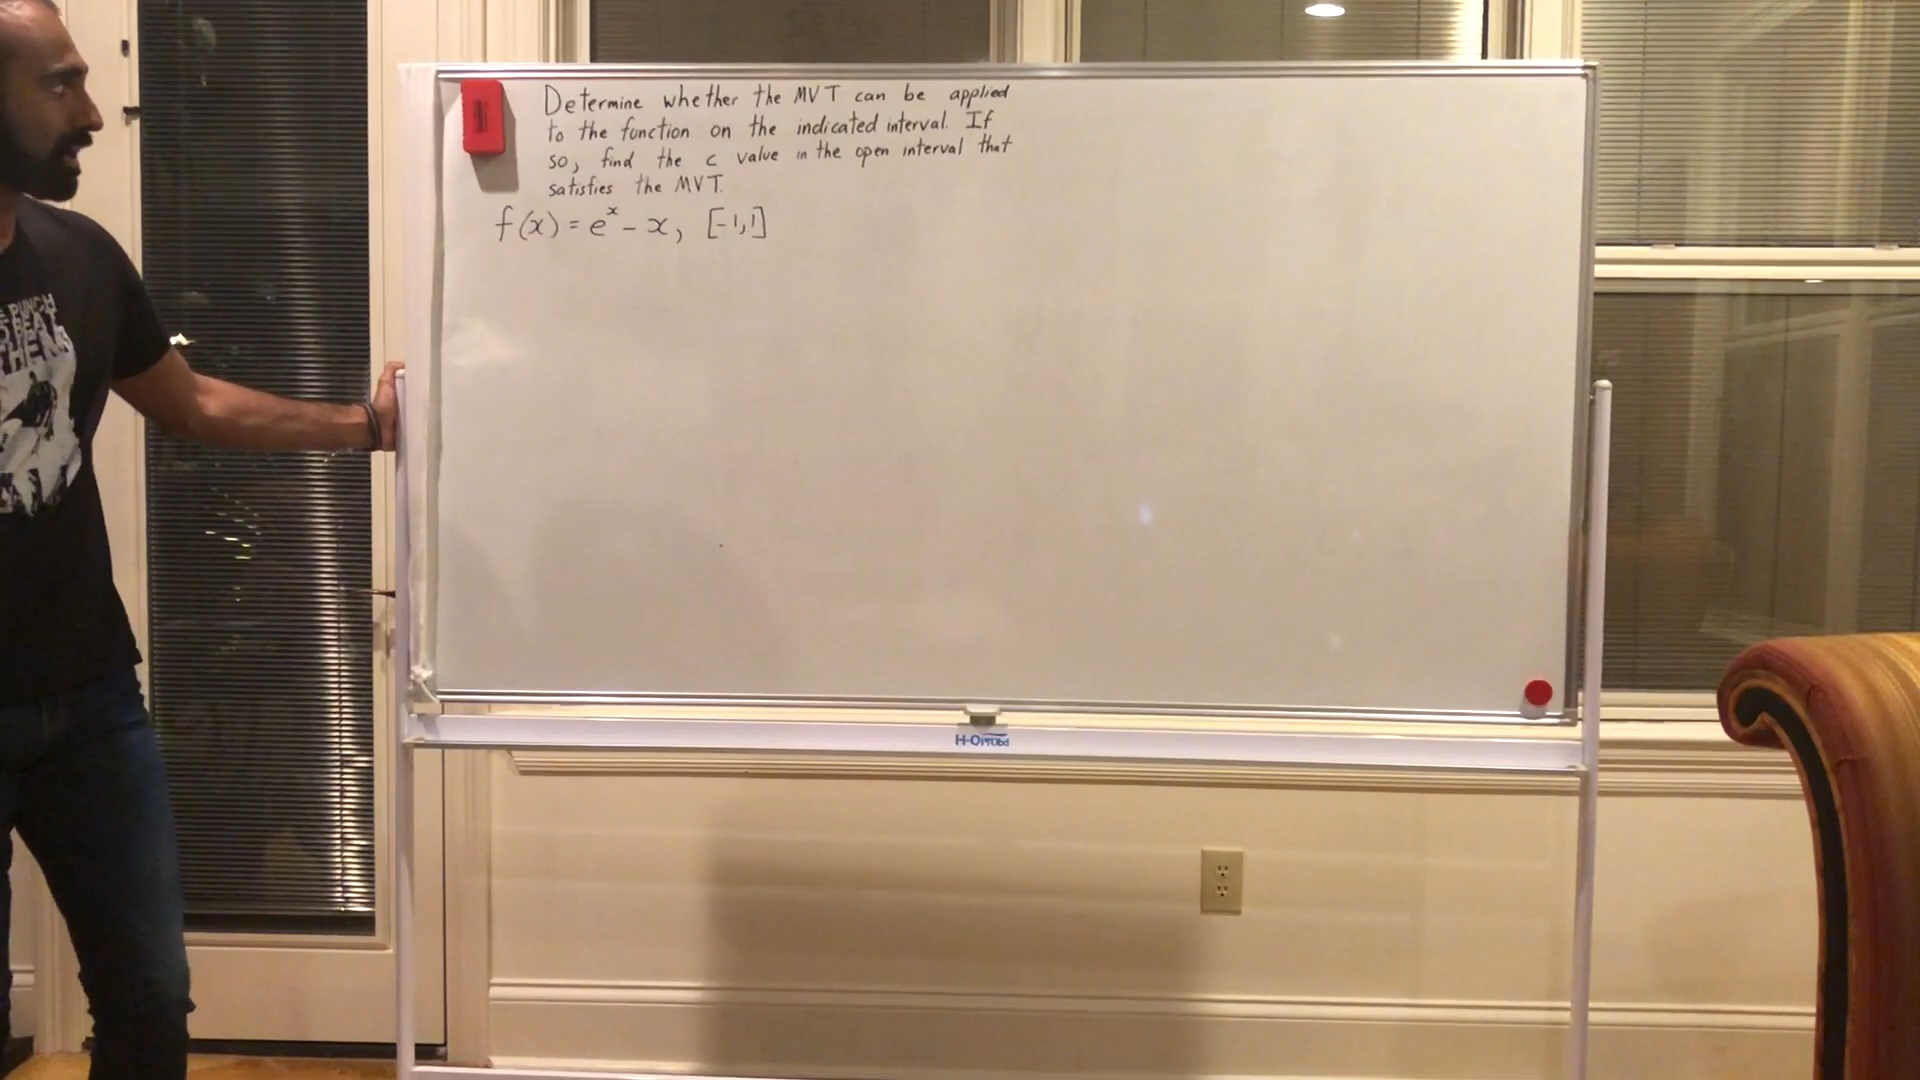 Determine whether the MVT can be applied
to the function on the indicated interval. If
so, find the c value in the open interval that
satisfies the MVT.
f(x) = e^x - x, [-1,1]